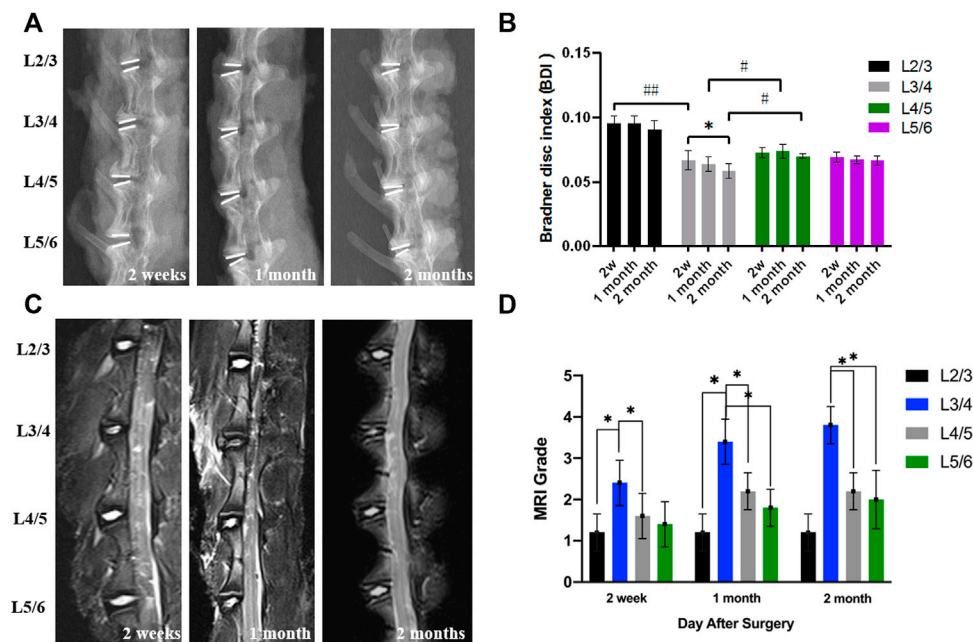 A
L2/3
L3/4
L4/5
L5/6
2 weeks
1 month
2 months
B
Bradner disc index (BDI )
0.15
0.10
0.05
0.00
##
*
#
#
2w
1 month
2 month
2w
1 month
2 month
2w
1 month
2 month
2w
1 month
2 month
L2/3
L3/4
L4/5
L5/6
C
L2/3
L3/4
L4/5
L5/6
2 weeks
1 month
2 months
D
MRI Grade
5
4
3
2
1
0
* *
* * *
* *
2 week
1 month
2 month
Day After Surgery
L2/3
L3/4
L4/5
L5/6